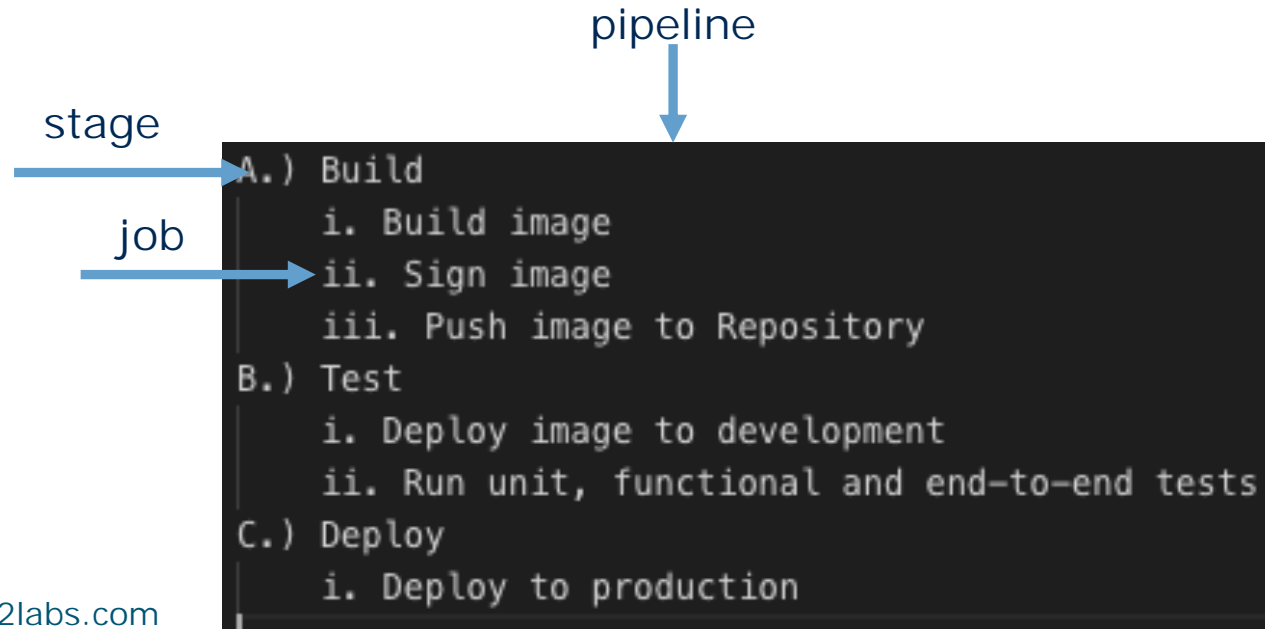 pipeline
stage
A.) Build
i. Build image
job
ii. Sign image
iii. Push image to Repository
B.) Test
i. Deploy image to development
ii. Run unit, functional and end-to-end tests
C.) Deploy
i. Deploy to production
2labs.com